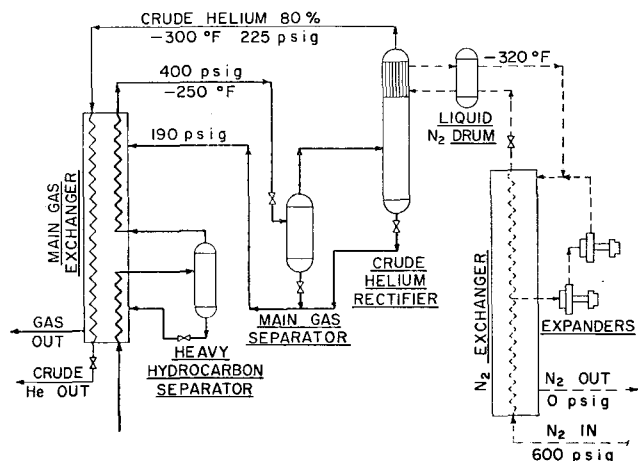 CRUDE HELIUM 80%
-300 °F 225 psig
400 psig
-250 °F
-320°F
LIQUID
N2 DRUM
190 psig
MAIN GAS
EXCHANGER
CRUDE
HELIUM
RECTIFIER
MAIN GAS
SEPARATOR
HEAVY
HYDROCARBON
SEPARATOR
GAS
OUT
CRUDE
He OUT
N2 EXCHANGER
EXPANDERS
N2 OUT
0 psig
N2 IN
600 psig